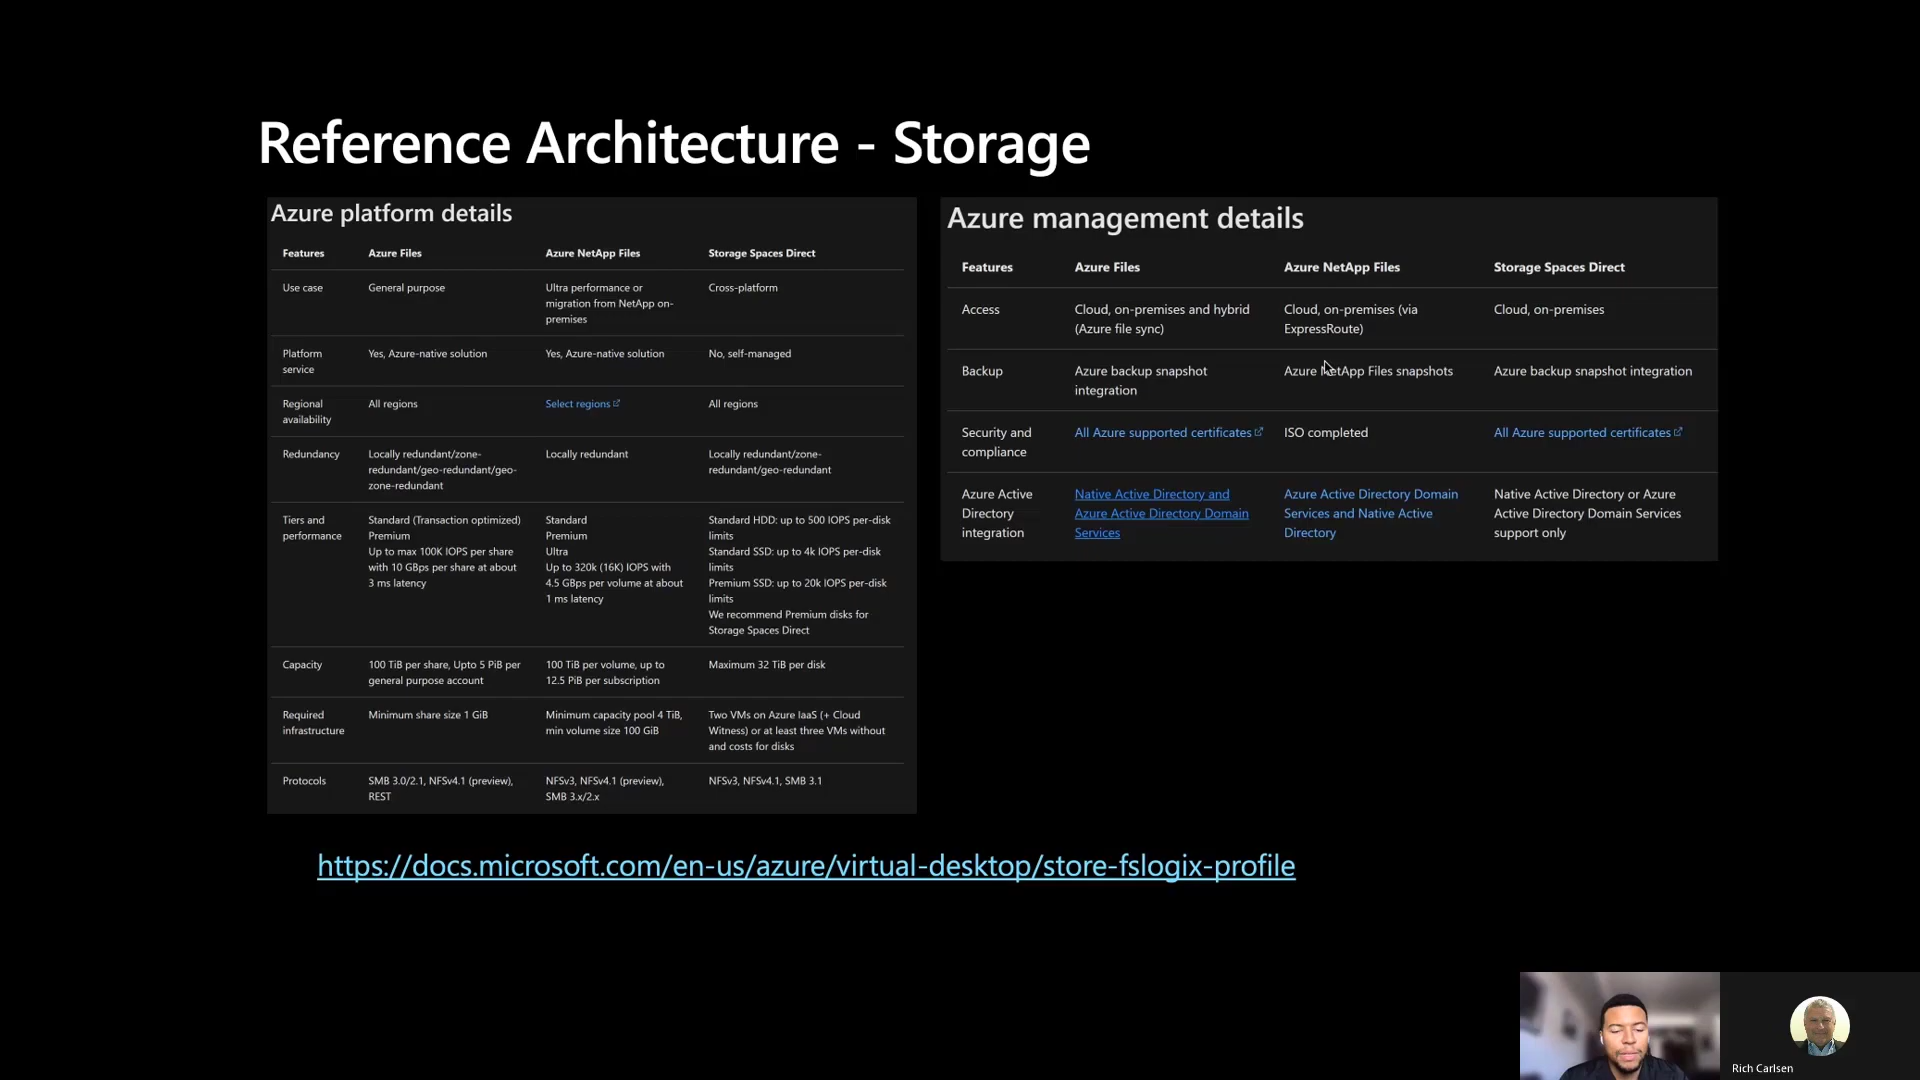 Reference Architecture - Storage
Azure platform details
Features
Azure Files
Azure NetApp Files
Storage Spaces Direct
Use case
General purpose
Ultra performance or
migration from NetApp on-
premises
Cross-platform
Platform
service
Yes, Azure-native solution
Yes, Azure-native solution
No, self-managed
Regional
availability
All regions
Select regions
All regions
Redundancy
Locally redundant/zone-
redundant/geo-redundant/geo-
zone-redundant
Locally redundant
Locally redundant/zone-
redundant/geo-redundant
Tiers and
performance
Standard (Transaction optimized)
Premium
Up to max 100K IOPS per share
with 10 GBps per share at about
3 ms latency
Standard
Premium
Ultra
Up to 320k (16K) IOPS with
4.5 GBps per volume at about
1 ms latency
Standard HDD: up to 500 IOPS per-disk
limits
Standard SSD: up to 4k IOPS per-disk
limits
Premium SSD: up to 20k IOPS per-disk
limits
We recommend Premium disks for
Storage Spaces Direct
Capacity
100 TiB per share, Upto 5 PiB per
general purpose account
100 TiB per volume, up to
12.5 PiB per subscription
Maximum 32 TiB per disk
Required
infrastructure
Minimum share size 1 GiB
Minimum capacity pool 4 TiB,
min volume size 100 GiB
Two VMs on Azure IaaS (+ Cloud
Witness) or at least three VMs without
and costs for disks
Protocols
SMB 3.0/2.1, NFSv4.1 (preview),
REST
NFSv3, NFSv4.1 (preview),
SMB 3.x/2.x
NFSv3, NFSv4.1, SMB 3.1
Azure management details
Features
Azure Files
Azure NetApp Files
Storage Spaces Direct
Access
Cloud, on-premises and hybrid
(Azure file sync)
Cloud, on-premises (via
ExpressRoute)
Cloud, on-premises
Backup
Azure backup snapshot
integration
Azure NetApp Files snapshots
Azure backup snapshot integration
Security and
compliance
All Azure supported certificates
ISO completed
All Azure supported certificates
Azure Active
Directory
integration
Native Active Directory and
Azure Active Directory Domain
Services
Azure Active Directory Domain
Services and Native Active
Directory
Native Active Directory or Azure
Active Directory Domain Services
support only
https://docs.microsoft.com/en-us/azure/virtual-desktop/store-fslogix-profile
Rich Carlsen